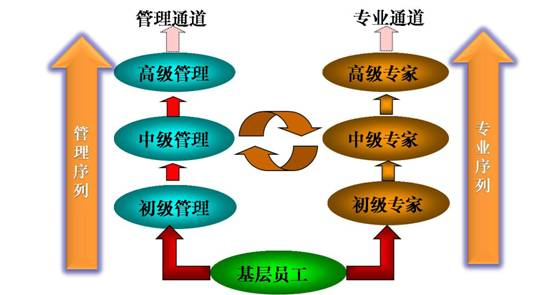 管理通道
专业通道
高级管理
高级专家
中级管理
中级专家
管理序列
专业序列
初级管理
初级专家
基层员工